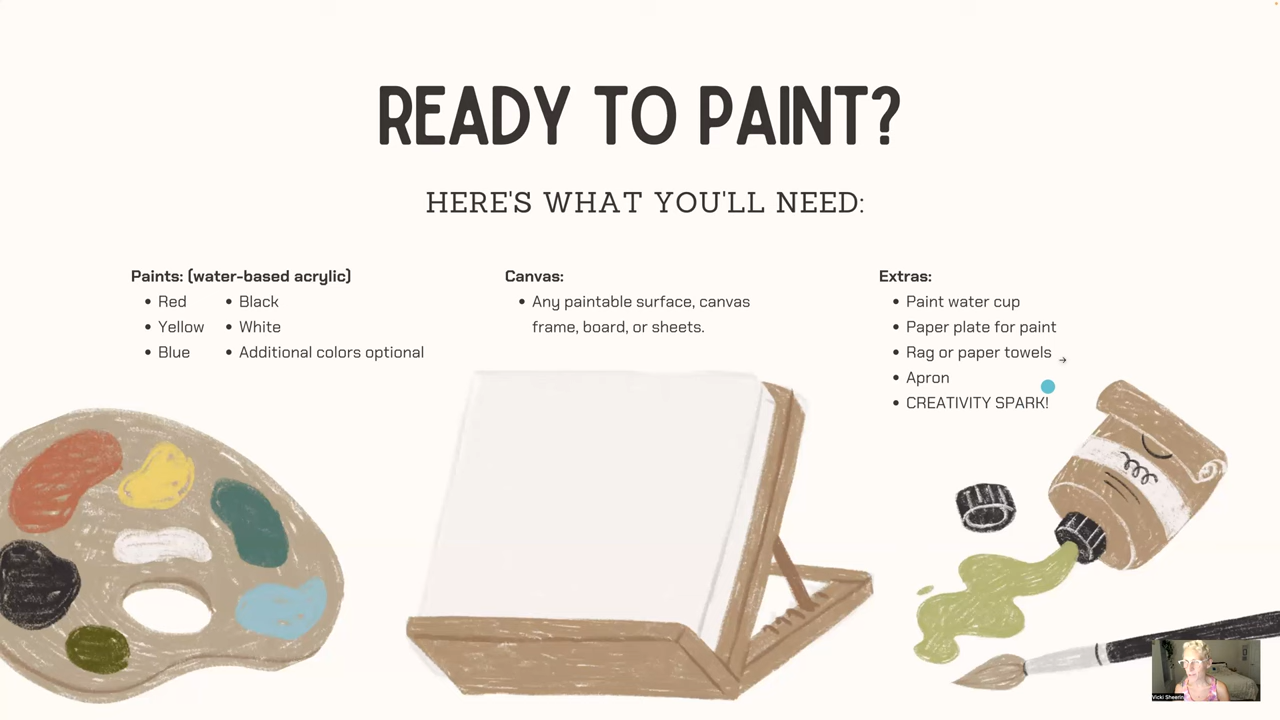 READY TO PAINT?
HERE'S WHAT YOU'LL NEED:
Paints: (water-based acrylic)
• Red
• Yellow
• Blue
• Black
• White
• Additional colors optional
Canvas:
• Any paintable surface, canvas
frame, board, or sheets.
Extras:
• Paint water cup
• Paper plate for paint
• Rag or paper towels
• Apron
• CREATIVITY SPARK!
Vicki Sheerin